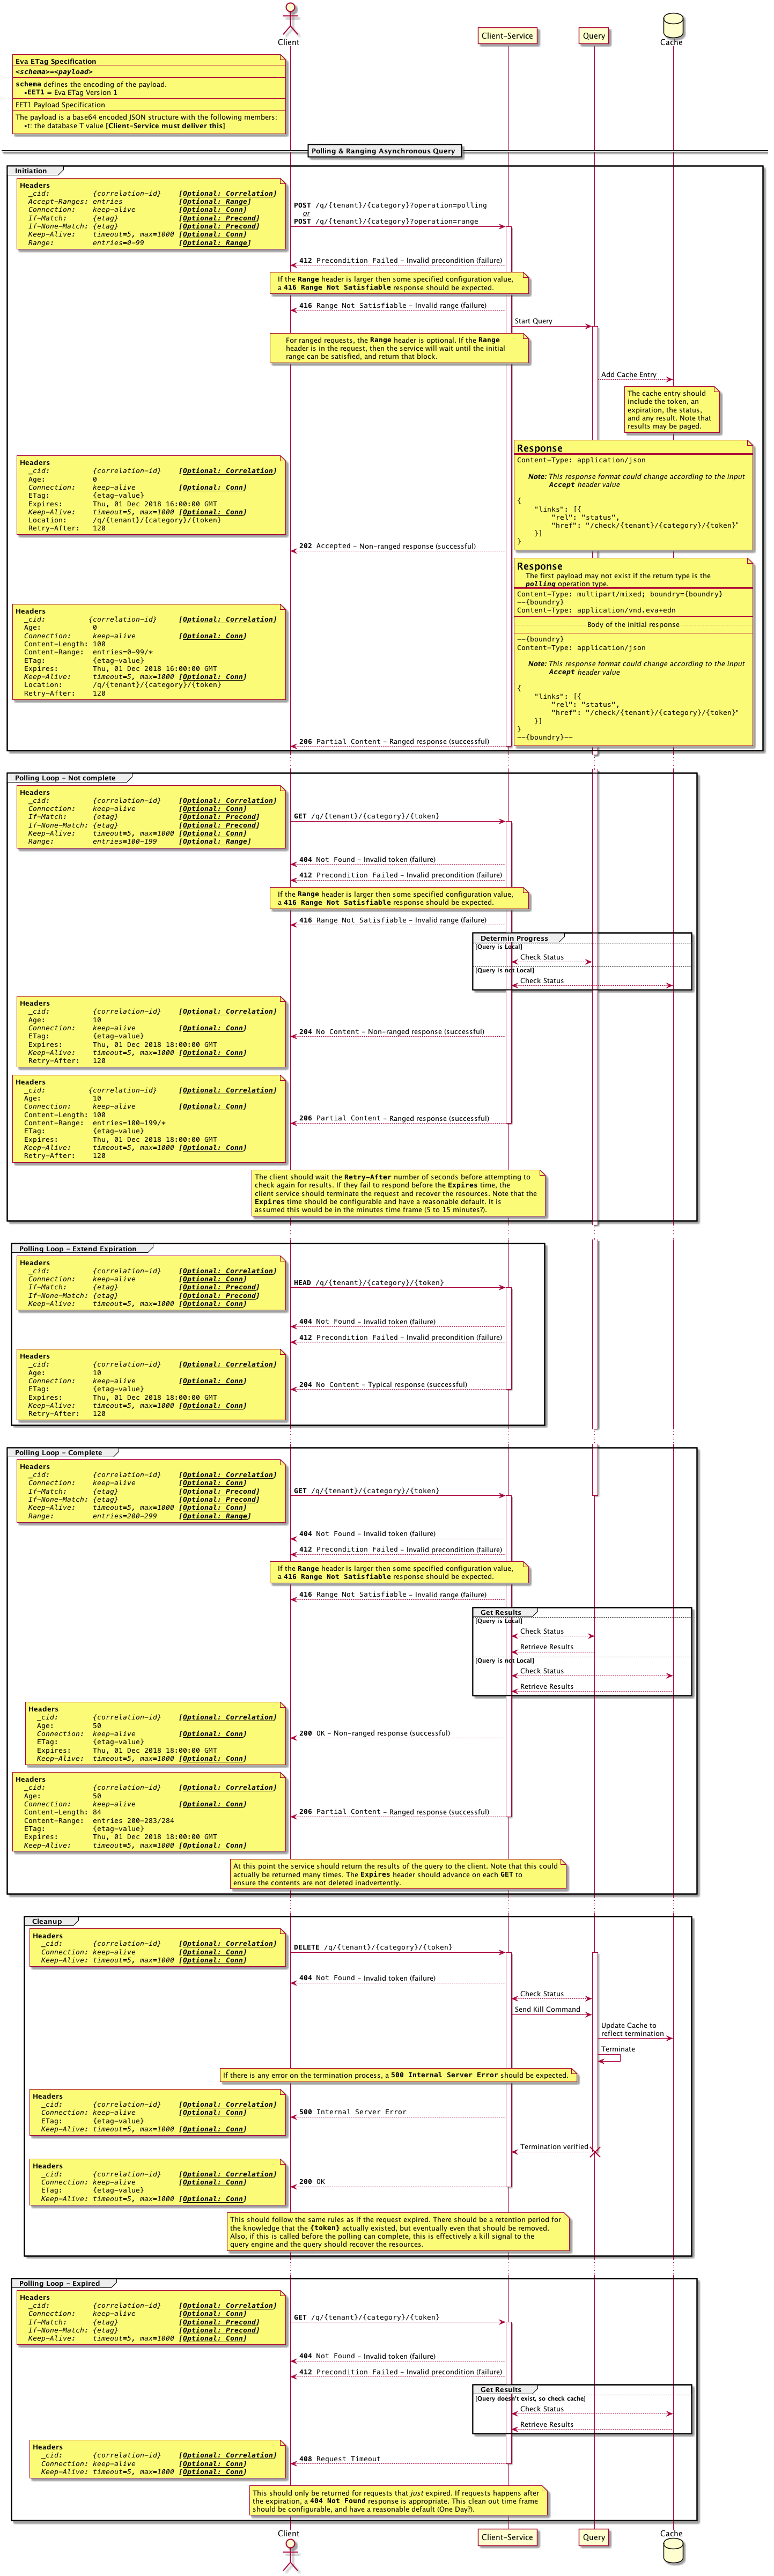 Client
Client-Service
Query
Cache
Eva ETag Specification
<schema>=<payload>
schema defines the encoding of the payload.
•EET1 = Eva ETag Version 1
EET1 Payload Specification
The payload is a base64 encoded JSON structure with the following members:
•t: the database T value [Client-Service must deliver this]
Polling & Ranging Asynchronous Query
Initiation
Headers
_cid: {correlation-id} [Optional: Correlation]
Accept-Ranges: entries [Optional: Range]
Connection: keep-alive [Optional: Conn]
If-Match: {etag} [Optional: Precond]
If-None-Match: {etag} [Optional: Precond]
Keep-Alive: timeout=5, max=1000 [Optional: Conn]
Range: entries=0-99 [Optional: Range]
POST /q/{tenant}/{category}?operation=polling
or
POST /q/{tenant}/{category}?operation=range
412 Precondition Failed - Invalid precondition (failure)
If the Range header is larger then some specified configuration value,
a 416 Range Not Satisfiable response should be expected.
416 Range Not Satisfiable - Invalid range (failure)
Start Query
For ranged requests, the Range header is optional. If the Range
header is in the request, then the service will wait until the initial
range can be satisfied, and return that block.
Add Cache Entry
The cache entry should
include the token, an
expiration, the status,
and any result. Note that
results may be paged.
Headers
_cid: {correlation-id} [Optional: Correlation]
Age: 0
Connection: keep-alive [Optional: Conn]
ETag: {etag-value}
Expires: Thu, 01 Dec 2018 16:00:00 GMT
Keep-Alive: timeout=5, max=1000 [Optional: Conn]
Location: /q/{tenant}/{category}/{token}
Retry-After: 120
Response
Content-Type: application/json
Note: This response format could change according to the input
Accept header value
{
"links": [{
"rel": "status",
"href": "/check/{tenant}/{category}/{token}"
}]
}
202 Accepted - Non-ranged response (successful)
Headers
_cid: {correlation-id} [Optional: Correlation]
Age: 0
Connection: keep-alive [Optional: Conn]
Content-Length: 100
Content-Range: entries=0-99/*
ETag: {etag-value}
Expires: Thu, 01 Dec 2018 16:00:00 GMT
Keep-Alive: timeout=5, max=1000 [Optional: Conn]
Location: /q/{tenant}/{category}/{token}
Retry-After: 120
Response
The first payload may not exist if the return type is the
polling operation type.
Content-Type: multipart/mixed; boundry={boundry}
--{boundry}
Content-Type: application/vnd.eva+edn
Body of the initial response
--{boundry}
Content-Type: application/json
Note: This response format could change according to the input
Accept header value
{
"links": [{
"rel": "status",
"href": "/check/{tenant}/{category}/{token}"
}]
}
--{boundry}--
206 Partial Content - Ranged response (successful)
Polling Loop - Not complete
Headers
_cid: {correlation-id} [Optional: Correlation]
Connection: keep-alive [Optional: Conn]
If-Match: {etag} [Optional: Precond]
If-None-Match: {etag} [Optional: Precond]
Keep-Alive: timeout=5, max=1000 [Optional: Conn]
Range: entries=100-199 [Optional: Range]
GET /q/{tenant}/{category}/{token}
404 Not Found - Invalid token (failure)
412 Precondition Failed - Invalid precondition (failure)
If the Range header is larger then some specified configuration value,
a 416 Range Not Satisfiable response should be expected.
416 Range Not Satisfiable - Invalid range (failure)
Determin Progress
[Query is Local]
Check Status
[Query is not Local]
Check Status
Headers
_cid: {correlation-id} [Optional: Correlation]
Age: 10
Connection: keep-alive [Optional: Conn]
ETag: {etag-value}
Expires: Thu, 01 Dec 2018 18:00:00 GMT
Keep-Alive: timeout=5, max=1000 [Optional: Conn]
Retry-After: 120
204 No Content - Non-ranged response (successful)
Headers
_cid: {correlation-id} [Optional: Correlation]
Age: 10
Connection: keep-alive [Optional: Conn]
Content-Length: 100
Content-Range: entries=100-199/*
ETag: {etag-value}
Expires: Thu, 01 Dec 2018 18:00:00 GMT
Keep-Alive: timeout=5, max=1000 [Optional: Conn]
Retry-After: 120
206 Partial Content - Ranged response (successful)
The client should wait the Retry-After number of seconds before attempting to
check again for results. If they fail to respond before the Expires time, the
client service should terminate the request and recover the resources. Note that the
Expires time should be configurable and have a reasonable default. It is
assumed this would be in the minutes time frame (5 to 15 minutes?).
Polling Loop - Extend Expiration
Headers
_cid: {correlation-id} [Optional: Correlation]
Connection: keep-alive [Optional: Conn]
If-Match: {etag} [Optional: Precond]
If-None-Match: {etag} [Optional: Precond]
Keep-Alive: timeout=5, max=1000 [Optional: Conn]
HEAD /q/{tenant}/{category}/{token}
404 Not Found - Invalid token (failure)
412 Precondition Failed - Invalid precondition (failure)
Headers
_cid: {correlation-id} [Optional: Correlation]
Age: 10
Connection: keep-alive [Optional: Conn]
ETag: {etag-value}
Expires: Thu, 01 Dec 2018 18:00:00 GMT
Keep-Alive: timeout=5, max=1000 [Optional: Conn]
Retry-After: 120
204 No Content - Typical response (successful)
Polling Loop - Complete
Headers
_cid: {correlation-id} [Optional: Correlation]
Connection: keep-alive [Optional: Conn]
If-Match: {etag} [Optional: Precond]
If-None-Match: {etag} [Optional: Precond]
Keep-Alive: timeout=5, max=1000 [Optional: Conn]
Range: entries=200-299 [Optional: Range]
GET /q/{tenant}/{category}/{token}
404 Not Found - Invalid token (failure)
412 Precondition Failed - Invalid precondition (failure)
If the Range header is larger then some specified configuration value,
a 416 Range Not Satisfiable response should be expected.
416 Range Not Satisfiable - Invalid range (failure)
Get Results
[Query is Local]
Check Status
Retrieve Results
[Query is not Local]
Check Status
Retrieve Results
Headers
_cid: {correlation-id} [Optional: Correlation]
Age: 50
Connection: keep-alive [Optional: Conn]
ETag: {etag-value}
Expires: Thu, 01 Dec 2018 18:00:00 GMT
Keep-Alive: timeout=5, max=1000 [Optional: Conn]
200 OK - Non-ranged response (successful)
Headers
_cid: {correlation-id} [Optional: Correlation]
Age: 50
Connection: keep-alive [Optional: Conn]
Content-Length: 84
Content-Range: entries 200-283/284
ETag: {etag-value}
Expires: Thu, 01 Dec 2018 18:00:00 GMT
Keep-Alive: timeout=5, max=1000 [Optional: Conn]
206 Partial Content - Ranged response (successful)
At this point the service should return the results of the query to the client. Note that this could
actually be returned many times. The Expires header should advance on each GET to
ensure the contents are not deleted inadvertently.
Cleanup
Headers
_cid: {correlation-id} [Optional: Correlation]
Connection: keep-alive [Optional: Conn]
Keep-Alive: timeout=5, max=1000 [Optional: Conn]
DELETE /q/{tenant}/{category}/{token}
404 Not Found - Invalid token (failure)
Check Status
Send Kill Command
Update Cache to
reflect termination
Terminate
If there is any error on the termination process, a 500 Internal Server Error should be expected.
Headers
_cid: {correlation-id} [Optional: Correlation]
Connection: keep-alive [Optional: Conn]
ETag: {etag-value}
Keep-Alive: timeout=5, max=1000 [Optional: Conn]
500 Internal Server Error
Termination verified
Headers
_cid: {correlation-id} [Optional: Correlation]
Connection: keep-alive [Optional: Conn]
ETag: {etag-value}
Keep-Alive: timeout=5, max=1000 [Optional: Conn]
200 OK
This should follow the same rules as if the request expired. There should be a retention period for
the knowledge that the {token} actually existed, but eventually even that should be removed.
Also, if this is called before the polling can complete, this is effectively a kill signal to the
query engine and the query should recover the resources.
Polling Loop - Expired
Headers
_cid: {correlation-id} [Optional: Correlation]
Connection: keep-alive [Optional: Conn]
If-Match: {etag} [Optional: Precond]
If-None-Match: {etag} [Optional: Precond]
Keep-Alive: timeout=5, max=1000 [Optional: Conn]
GET /q/{tenant}/{category}/{token}
404 Not Found - Invalid token (failure)
412 Precondition Failed - Invalid precondition (failure)
Get Results
[Query doesn't exist, so check cache]
Check Status
Retrieve Results
Headers
_cid: {correlation-id} [Optional: Correlation]
Connection: keep-alive [Optional: Conn]
Keep-Alive: timeout=5, max=1000 [Optional: Conn]
408 Request Timeout
This should only be returned for requests that just expired. If requests happens after
the expiration, a 404 Not Found response is appropriate. This clean out time frame
should be configurable, and have a reasonable default (One Day?).
Client
Client-Service
Query
Cache